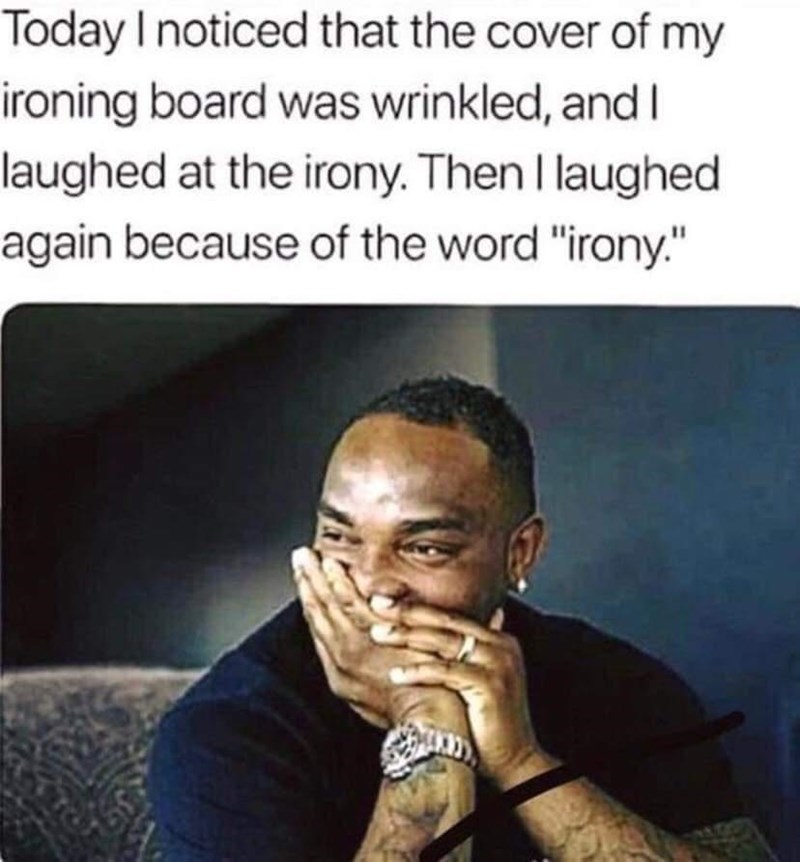 Today I noticed that the cover of my
ironing board was wrinkled, and I
laughed at the irony. Then I laughed
again because of the word "irony."